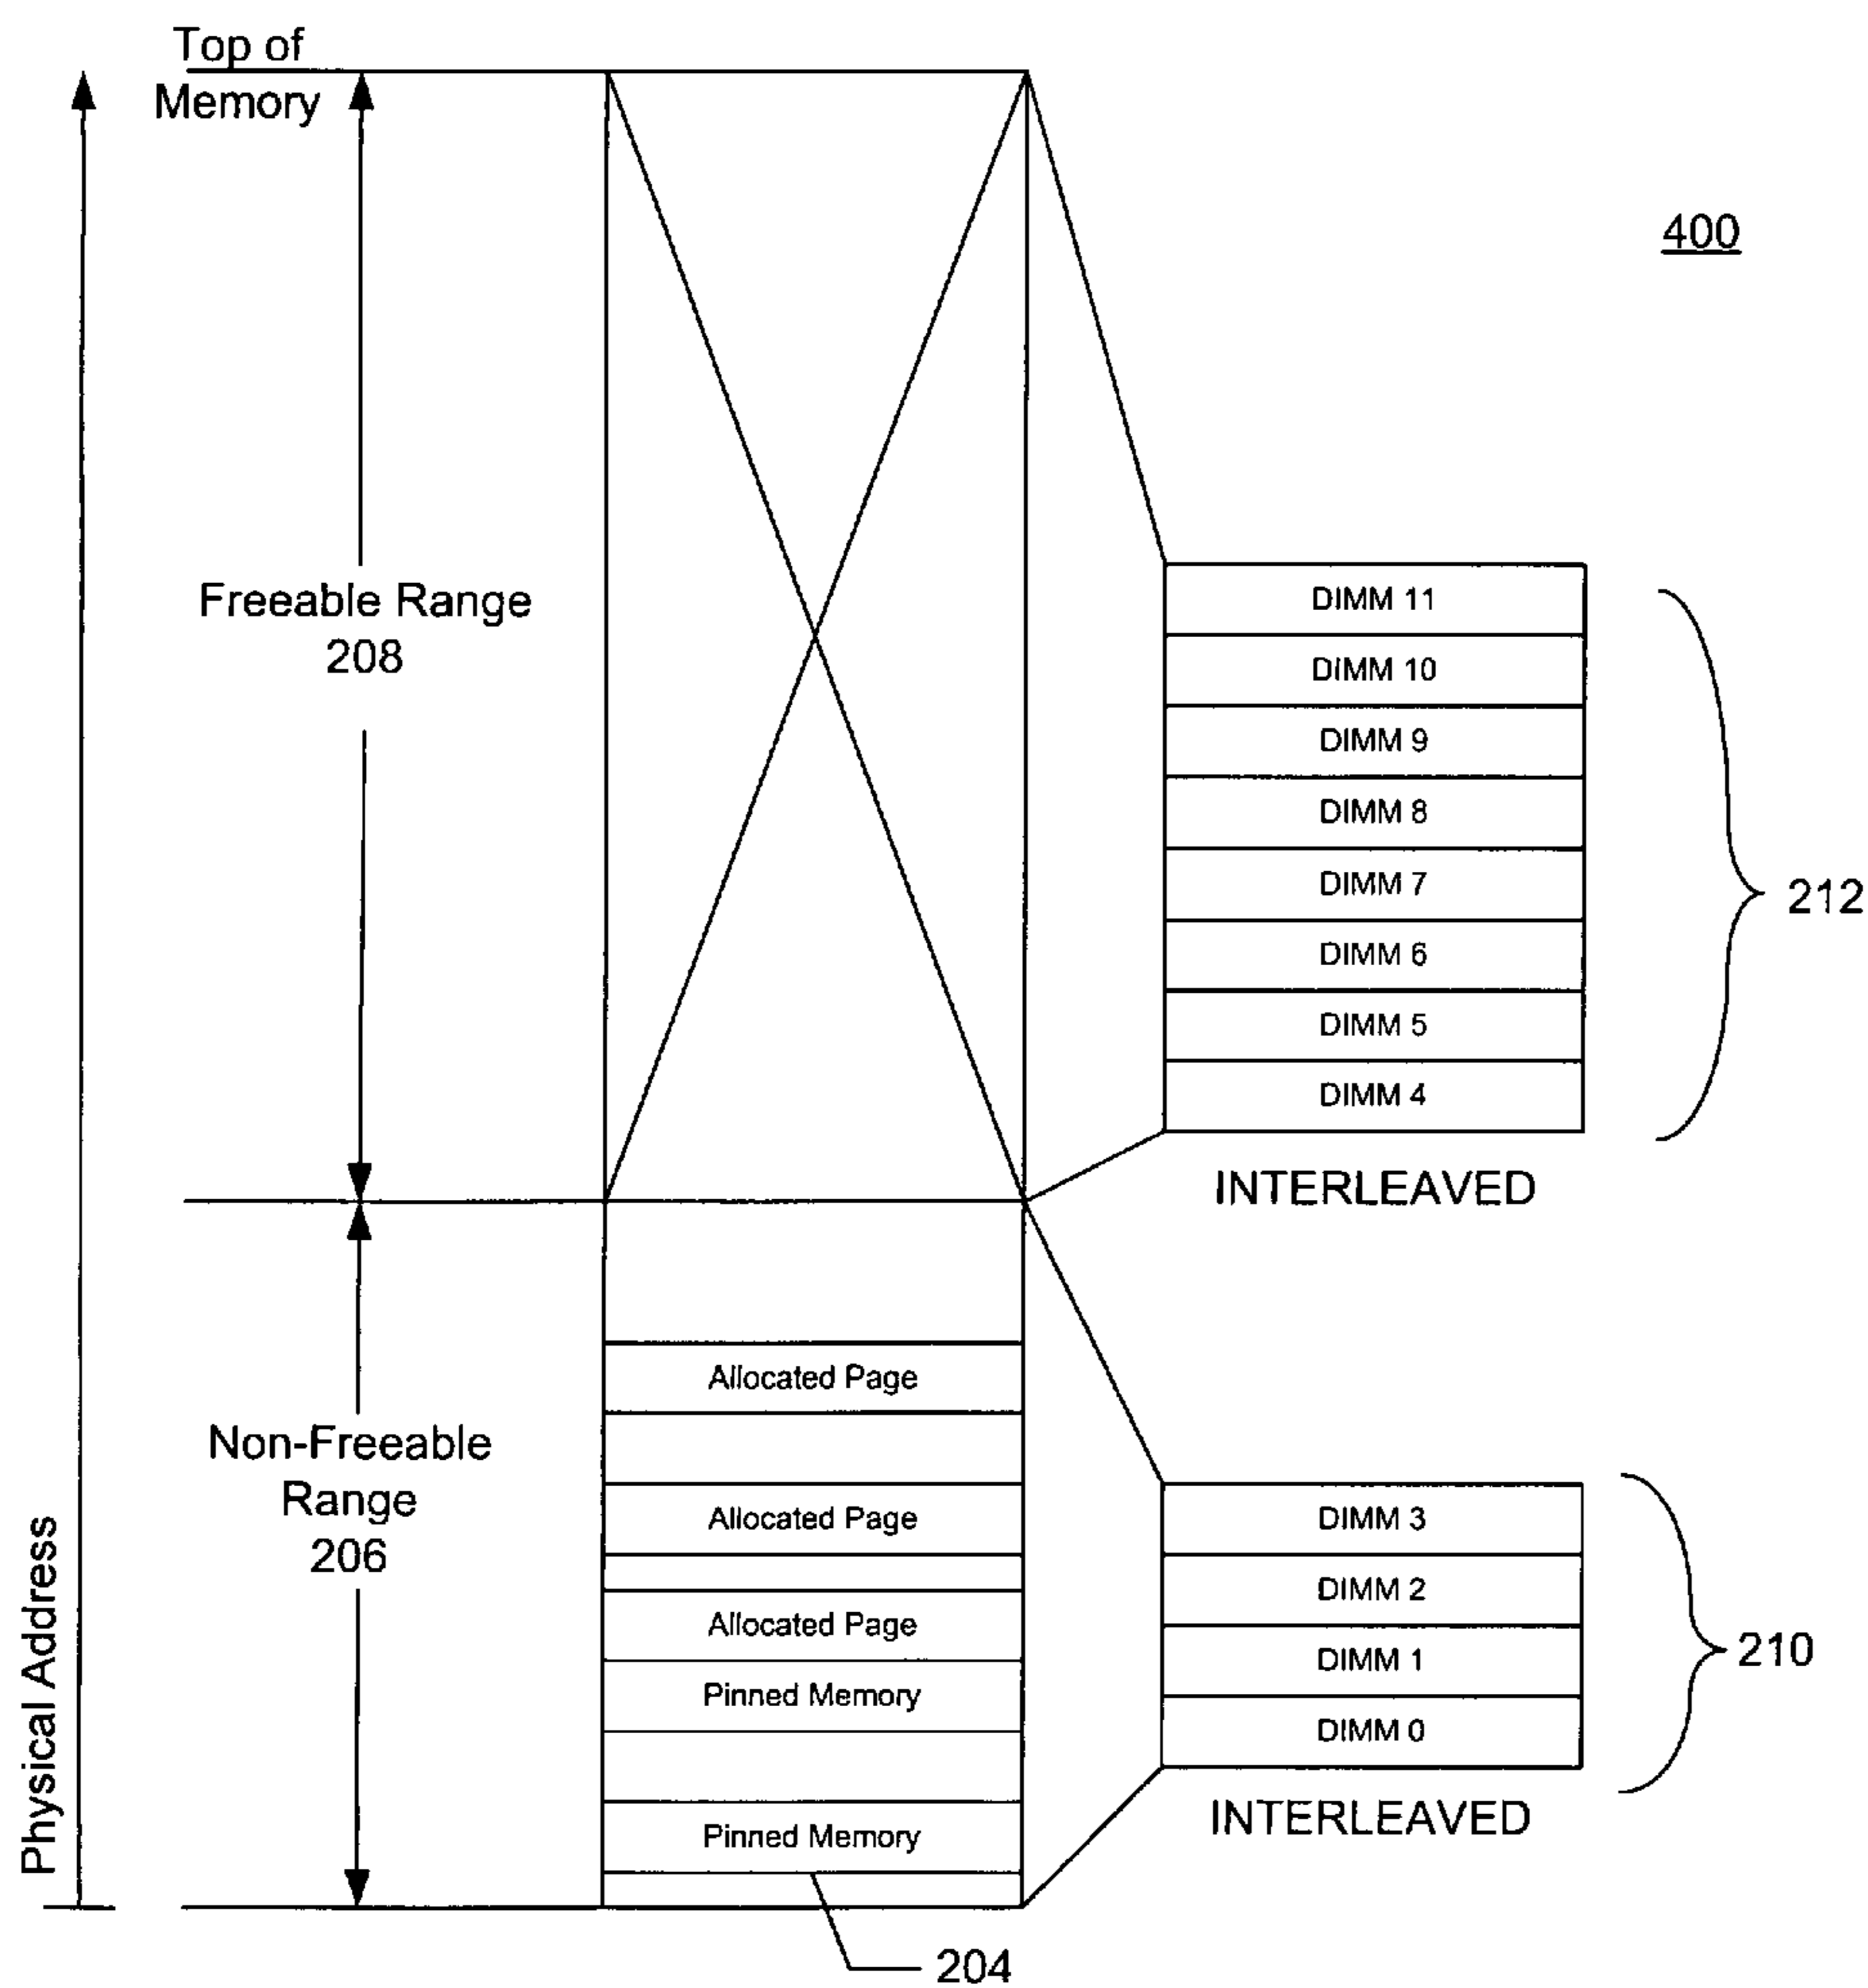 Top of
Memory
400
Freeable Range
208
DIMM 11
DIMM 10
DIMM 9
DIMM 8
DIMM 7
DIMM 6
DIMM 5
DIMM 4
212
INTERLEAVED
Allocated Page
Non-Freeable
Range
206
Allocated Page
Allocated Page
Pinned Memory
Pinned Memory
DIMM 3
DIMM 2
DIMM 1
DIMM 0
210
INTERLEAVED
Physical Address
204